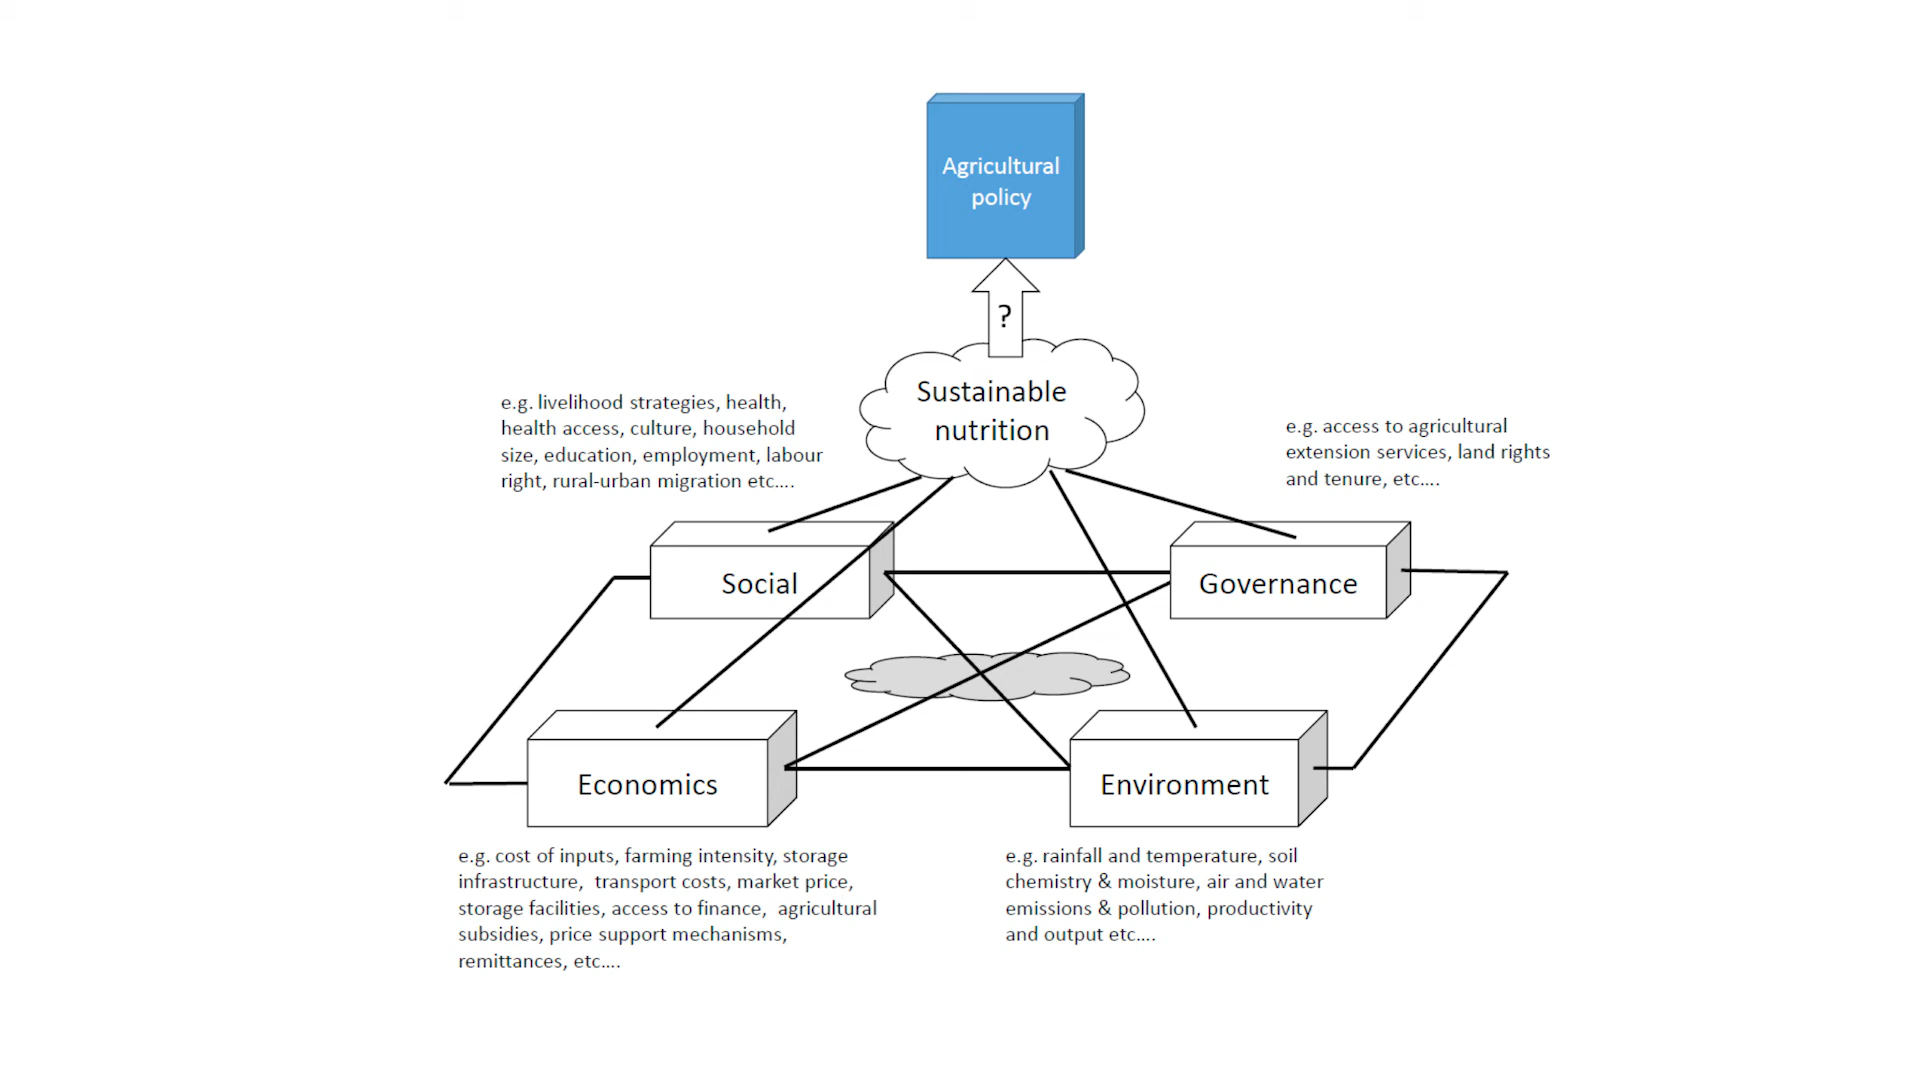 Agricultural
policy
?
Sustainable
nutrition
e.g. livelihood strategies, health,
health access, culture, household
size, education, employment, labour
right, rural-urban migration etc....
e.g. access to agricultural
extension services, land rights
and tenure, etc....
Social
Governance
Economics
Environment
e.g. cost of inputs, farming intensity, storage
infrastructure,  transport costs, market price,
storage facilities, access to finance,  agricultural
subsidies, price support mechanisms,
remittances, etc....
e.g. rainfall and temperature, soil
chemistry & moisture, air and water
emissions & pollution, productivity
and output etc....